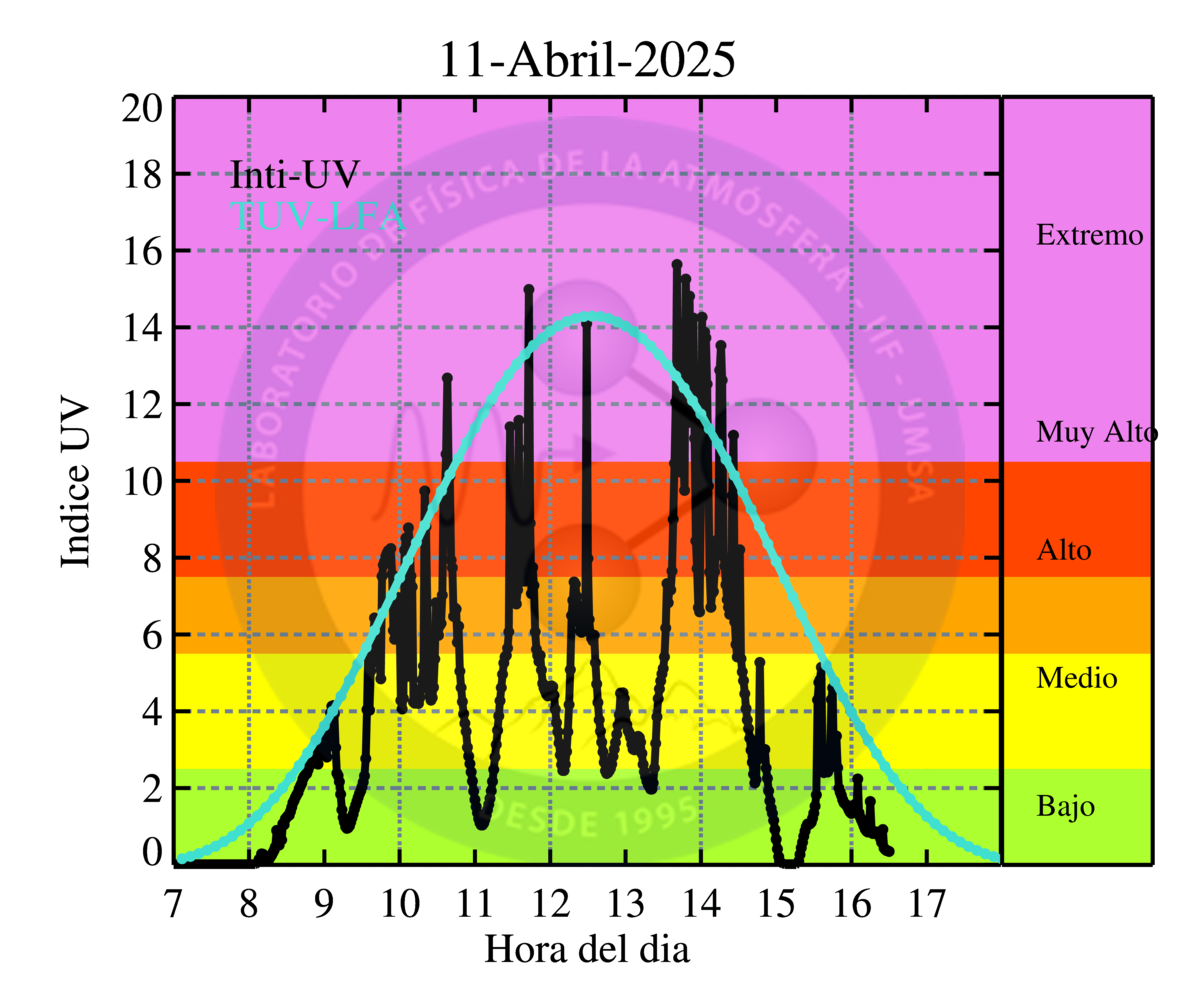 11-Abril-2025
20
18
16
14
12
10
8
6
4
2
0
Indice UV
Inti-UV
TUV-LFA
LABORATORIO DE FÍSICA DE LA ATMÓSFERA - IIF - UMSA
DESDE 1995
Extremo
Muy Alto
Alto
Medio
Bajo
7 8 9 10 11 12 13 14 15 16 17
Hora del dia